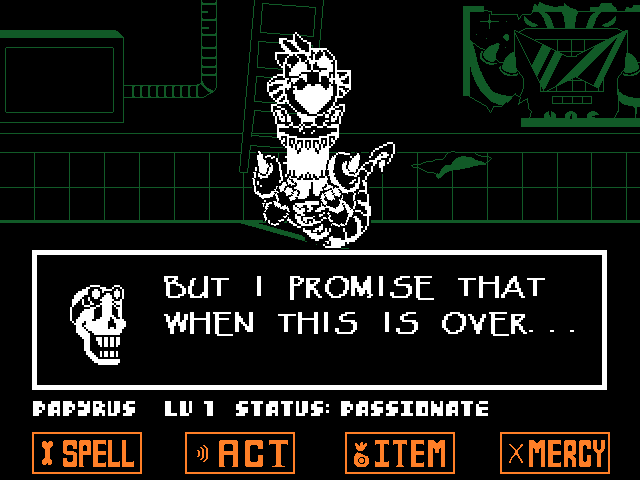 BUT I PROMISE THAT
WHEN THIS IS OVER...
PAPYRUS LV 1 STATUS: PASSIONATE
SPELL ACT ITEM MERCY